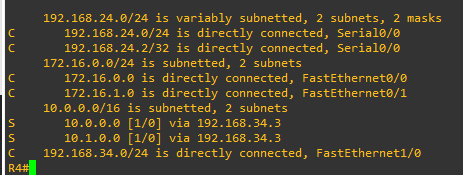 192.168.24.0/24 is variably subnetted, 2 subnets, 2 masks
C 192.168.24.0/24 is directly connected, Serial0/0
C 192.168.24.2/32 is directly connected, Serial0/0
172.16.0.0/24 is subnetted, 2 subnets
C 172.16.0.0 is directly connected, FastEthernet0/0
C 172.16.1.0 is directly connected, FastEthernet0/1
10.0.0.0/16 is subnetted, 2 subnets
S 10.0.0.0 [1/0] via 192.168.34.3
S 10.1.0.0 [1/0] via 192.168.34.3
C 192.168.34.0/24 is directly connected, FastEthernet1/0
R4#